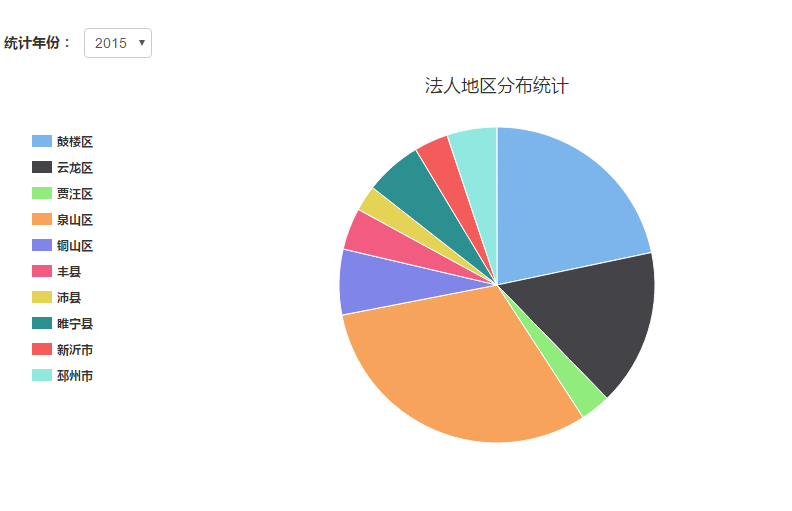 统计年份：
2015
法人地区分布统计
鼓楼区
云龙区
贾汪区
泉山区
铜山区
丰县
沛县
睢宁县
新沂市
邳州市